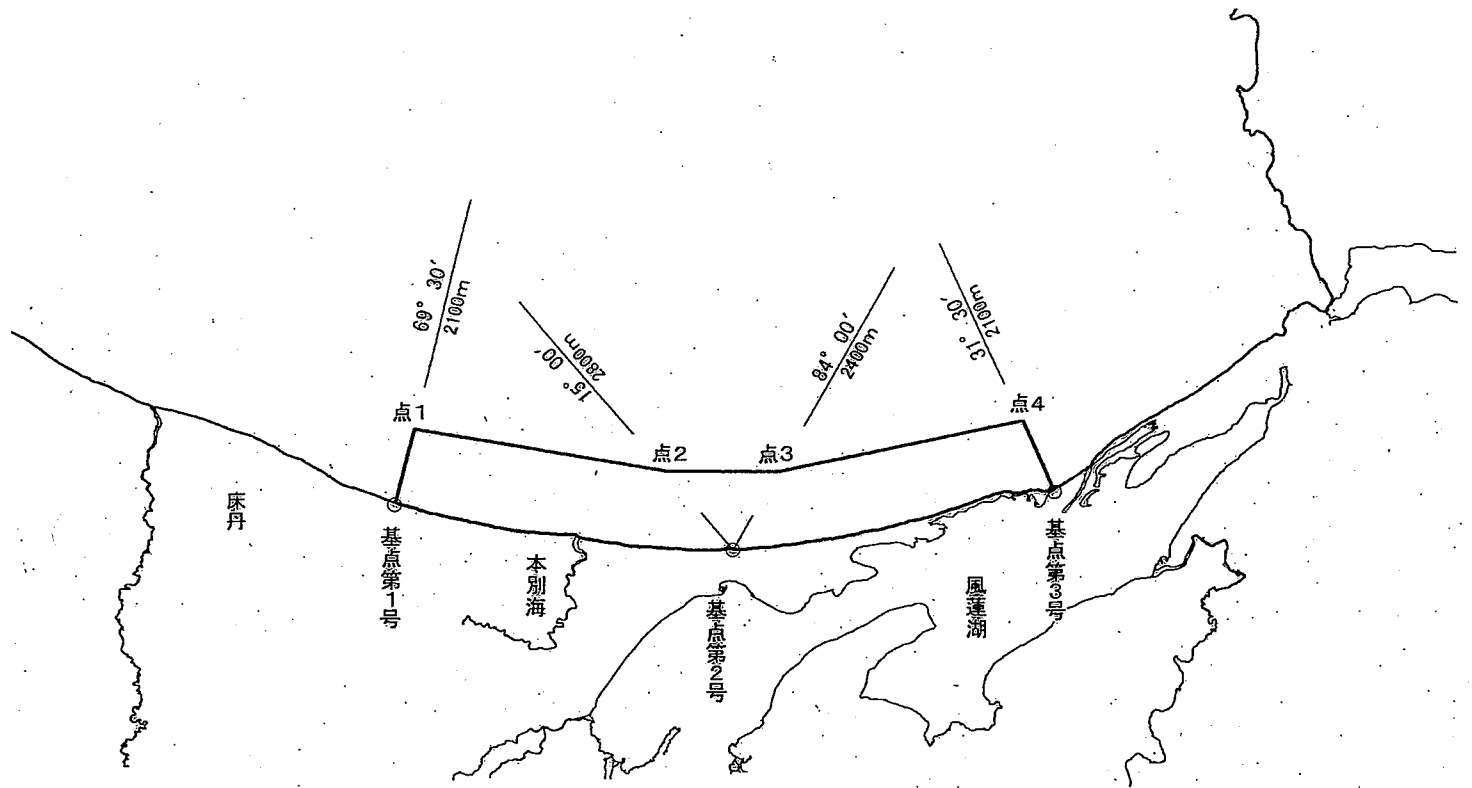 69° 30′
2100m
15° 00′
2800m
84° 00′
2400m
31° 30′
2100m
点1
点2
点3
点4
床丹
基点第1号
本別海
基点第2号
風蓮湖
基点第3号